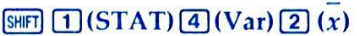 SHIFT 1 (STAT) 4 (Var) 2 (x̄)